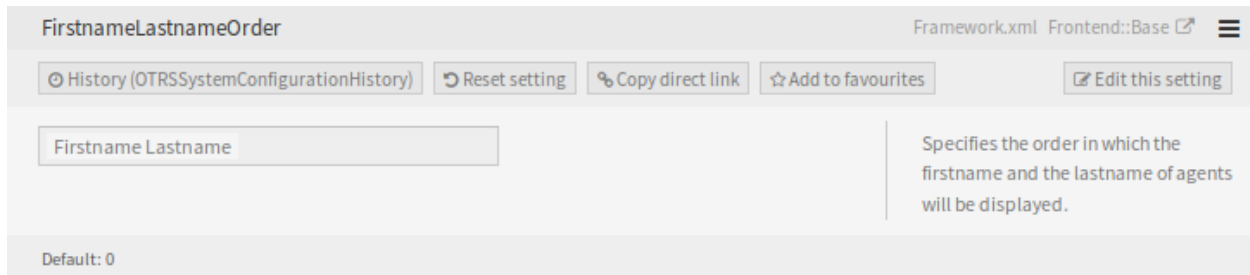 FirstnameLastnameOrder Framework.xml Frontend::Base
History (OTRSSystemConfigurationHistory) Reset setting Copy direct link Add to favourites Edit this setting
Firstname Lastname
Specifies the order in which the
firstname and the lastname of agents
will be displayed.
Default: 0